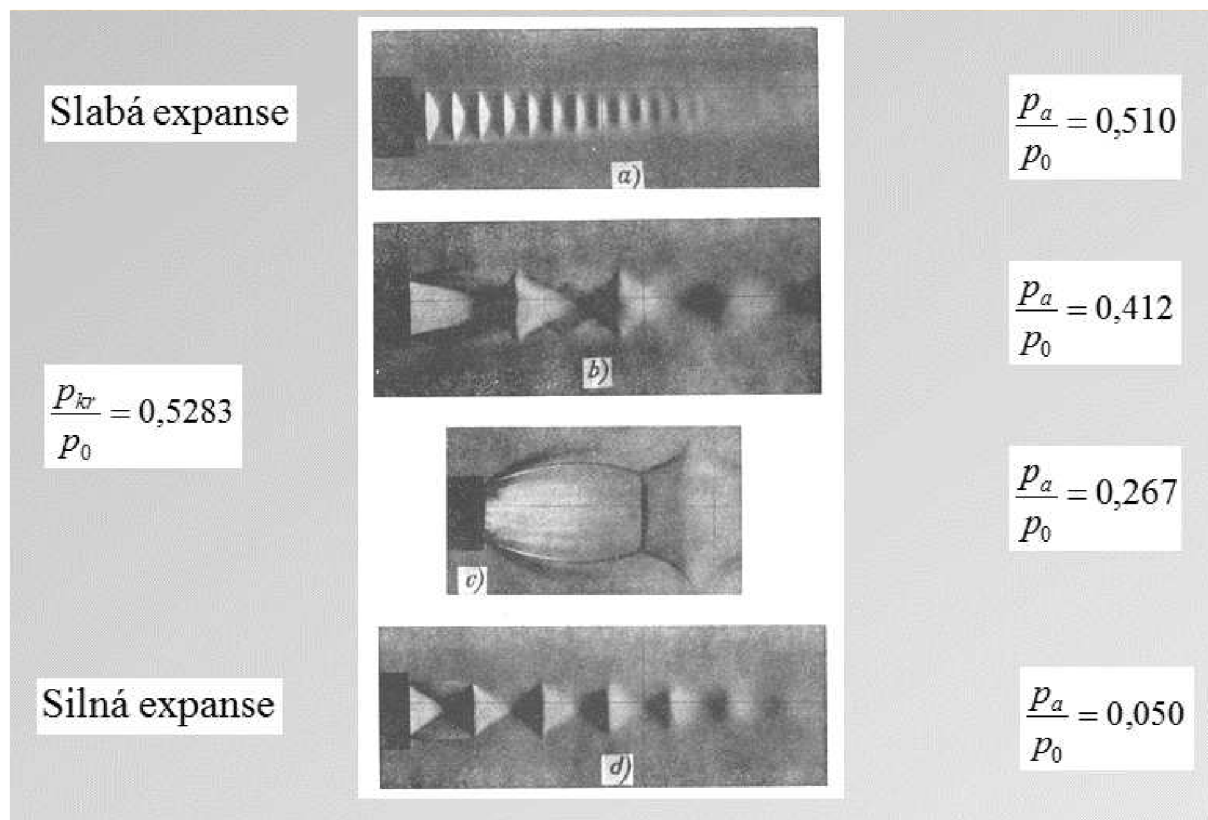 Slabá expanse
a)
p_a/p_0 = 0,510
b)
p_a/p_0 = 0,412
p_kr/p_0 = 0,5283
c)
p_a/p_0 = 0,267
Silná expanse
d)
p_a/p_0 = 0,050